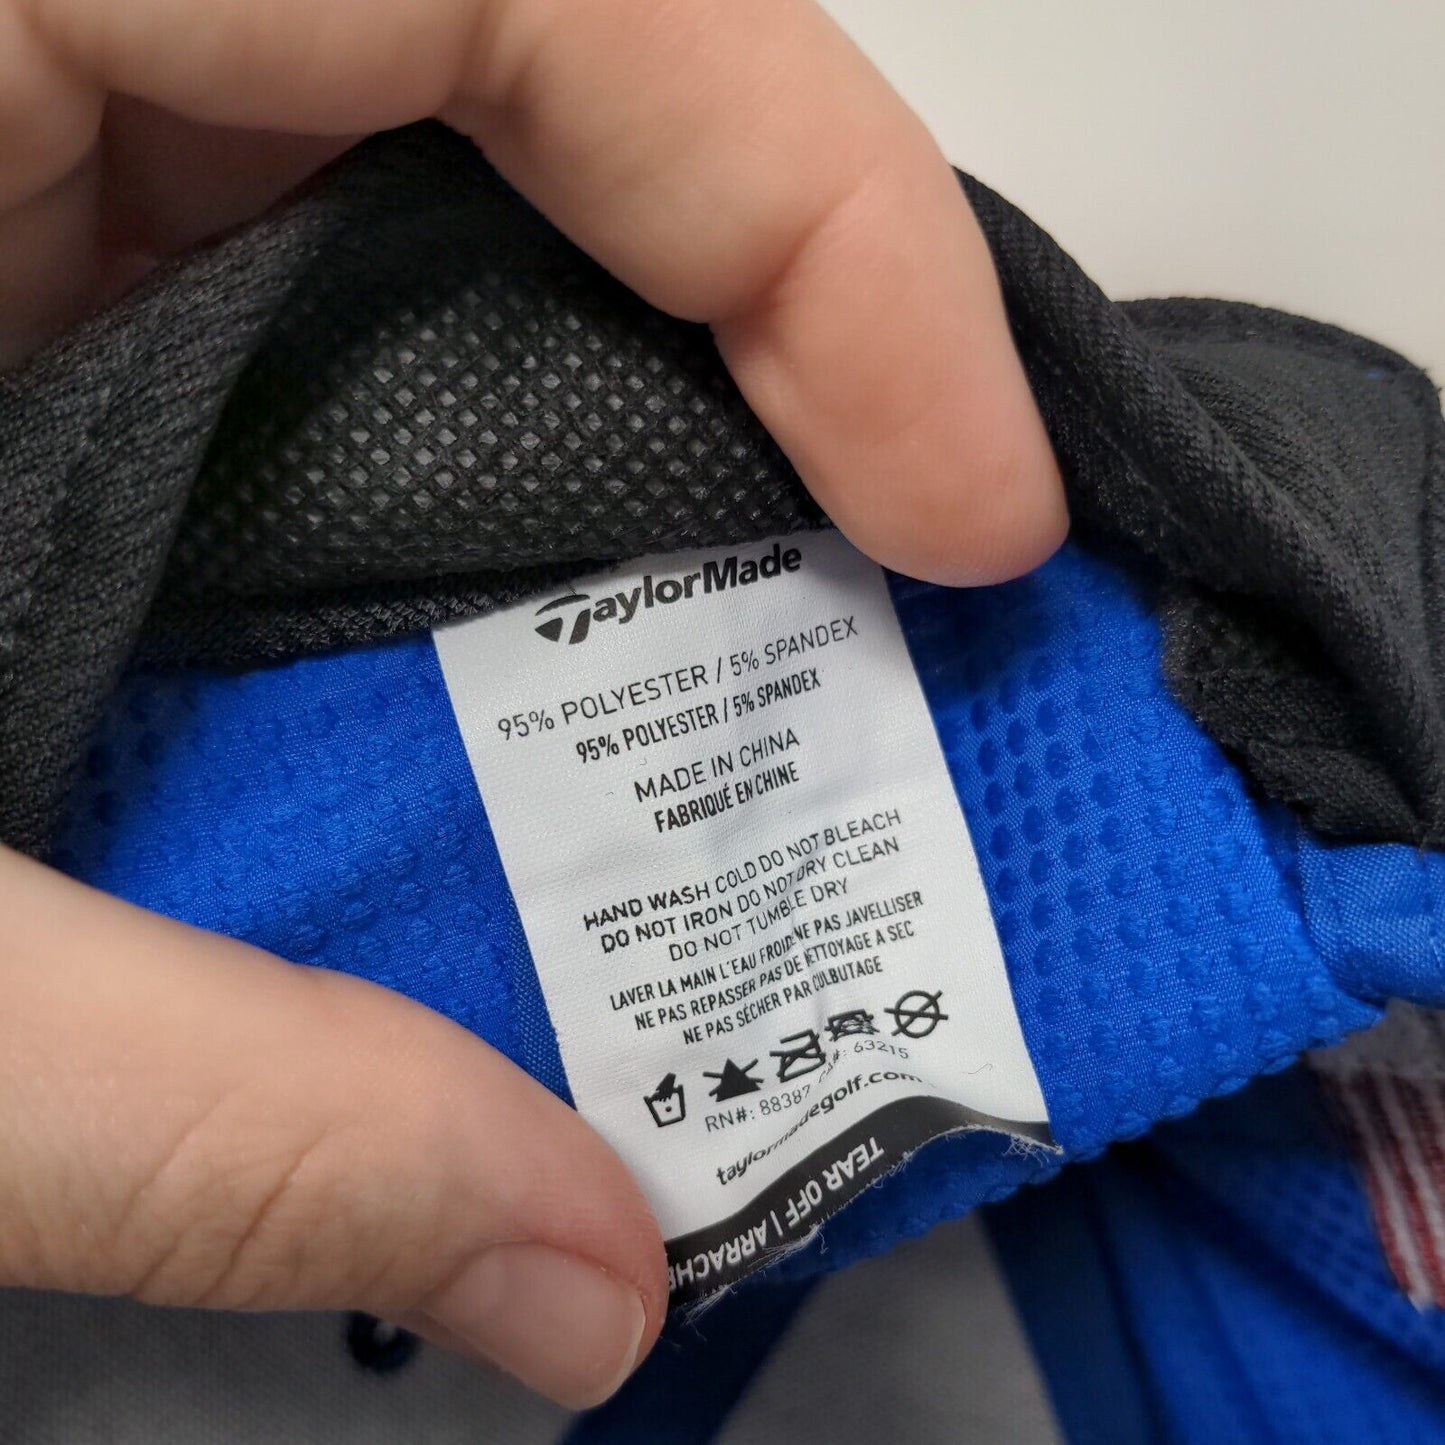 TaylorMade
95% POLYESTER / 5% SPANDEX
95% POLYESTER / 5% SPANDEX
MADE IN CHINA
FABRIQUÉ EN CHINE
HAND WASH COLD DO NOT BLEACH
DO NOT IRON DO NOT DRY CLEAN
DO NOT TUMBLE DRY
LAVER LA MAIN L'EAU FROIDE NE PAS JAVELLISER
NE PAS REPASSER PAS DE NETTOYAGE A SEC
NE PAS SÉCHER PAR CULBUTAGE
RN#: 88387 CA#: 63215
taylormadegolf.com
TEAR OFF | ARRACHE